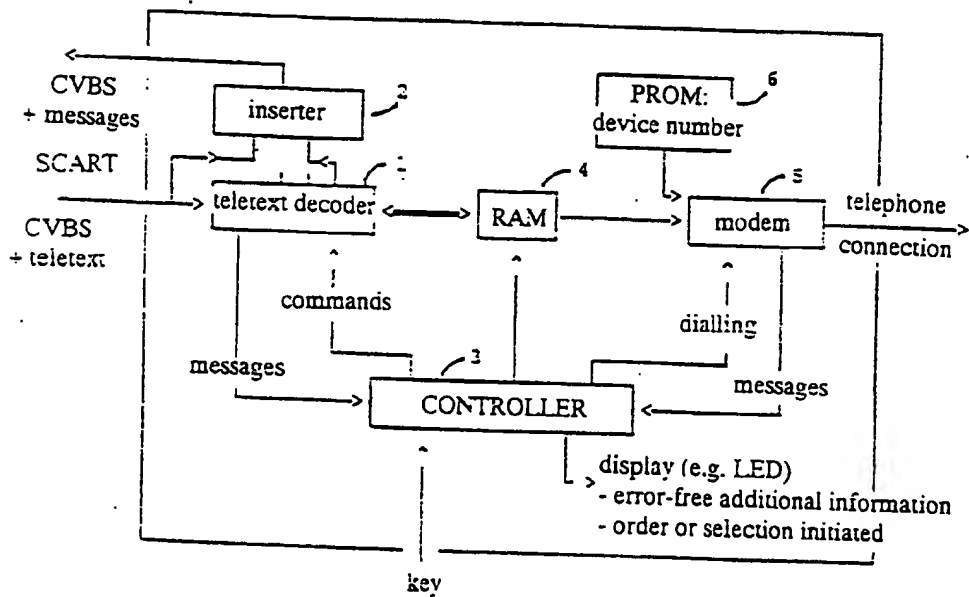 CVBS
+ messages
SCART
CVBS
+ teletext
inserter
2
teletext decoder
1
PROM:
device number
6
RAM
4
modem
5
telephone
connection
commands
dialling
messages
messages
3
CONTROLLER
display (e.g. LED)
- error-free additional information
- order or selection initiated
key